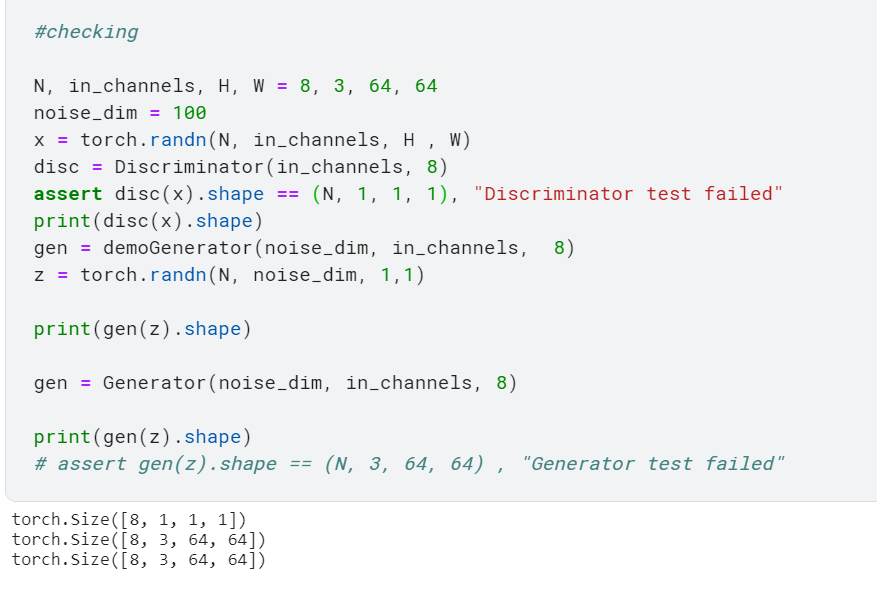 #checking
N, in_channels, H, W = 8, 3, 64, 64
noise_dim = 100
x = torch.randn(N, in_channels, H , W)
disc = Discriminator(in_channels, 8)
assert disc(x).shape == (N, 1, 1, 1), "Discriminator test failed"
print(disc(x).shape)
gen = demoGenerator(noise_dim, in_channels,  8)
z = torch.randn(N, noise_dim, 1,1)
print(gen(z).shape)
gen = Generator(noise_dim, in_channels, 8)
print(gen(z).shape)
# assert gen(z).shape == (N, 3, 64, 64) , "Generator test failed"
torch.Size([8, 1, 1, 1])
torch.Size([8, 3, 64, 64])
torch.Size([8, 3, 64, 64])